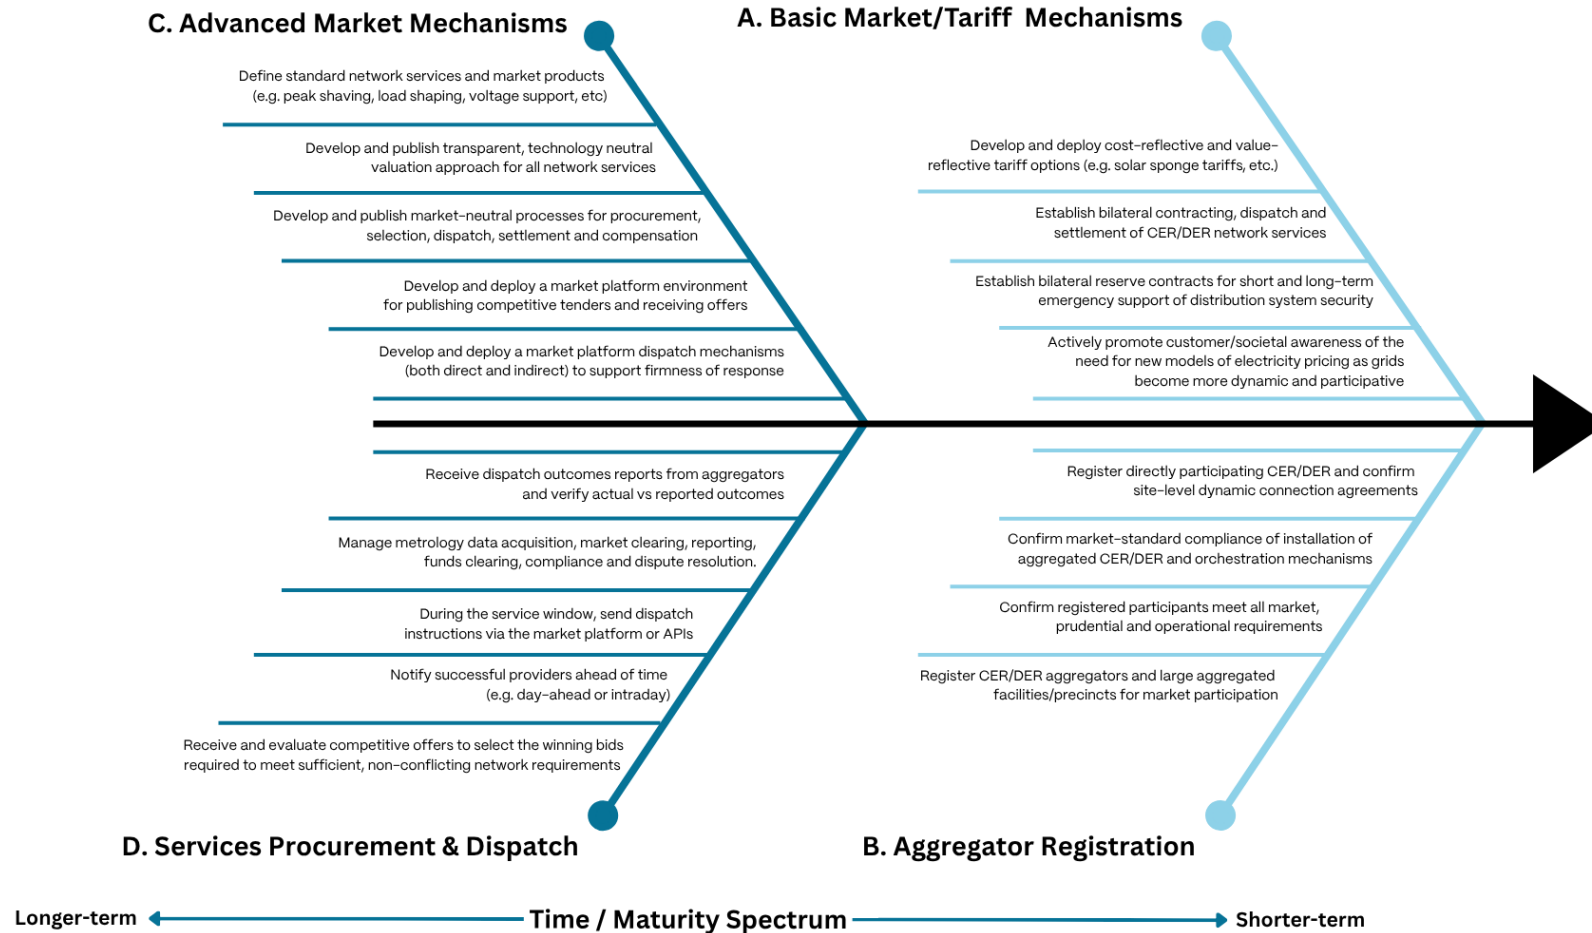 C. Advanced Market Mechanisms
Define standard network services and market products
(e.g. peak shaving, load shaping, voltage support, etc)
Develop and publish transparent, technology neutral
valuation approach for all network services
Develop and publish market-neutral processes for procurement,
selection, dispatch, settlement and compensation
Develop and deploy a market platform environment
for publishing competitive tenders and receiving offers
Develop and deploy a market platform dispatch mechanisms
(both direct and indirect) to support firmness of response
A. Basic Market/Tariff Mechanisms
Develop and deploy cost-reflective and value-
reflective tariff options (e.g. solar sponge tariffs, etc.)
Establish bilateral contracting, dispatch and
settlement of CER/DER network services
Establish bilateral reserve contracts for short and long-term
emergency support of distribution system security
Actively promote customer/societal awareness of the
need for new models of electricity pricing as grids
become more dynamic and participative
Receive dispatch outcomes reports from aggregators
and verify actual vs reported outcomes
Manage metrology data acquisition, market clearing, reporting,
funds clearing, compliance and dispute resolution.
During the service window, send dispatch
instructions via the market platform or APIs
Notify successful providers ahead of time
(e.g. day-ahead or intraday)
Receive and evaluate competitive offers to select the winning bids
required to meet sufficient, non-conflicting network requirements
D. Services Procurement & Dispatch
Register directly participating CER/DER and confirm
site-level dynamic connection agreements
Confirm market-standard compliance of installation of
aggregated CER/DER and orchestration mechanisms
Confirm registered participants meet all market,
prudential and operational requirements
Register CER/DER aggregators and large aggregated
facilities/precincts for market participation
B. Aggregator Registration
Longer-term
Time / Maturity Spectrum
Shorter-term